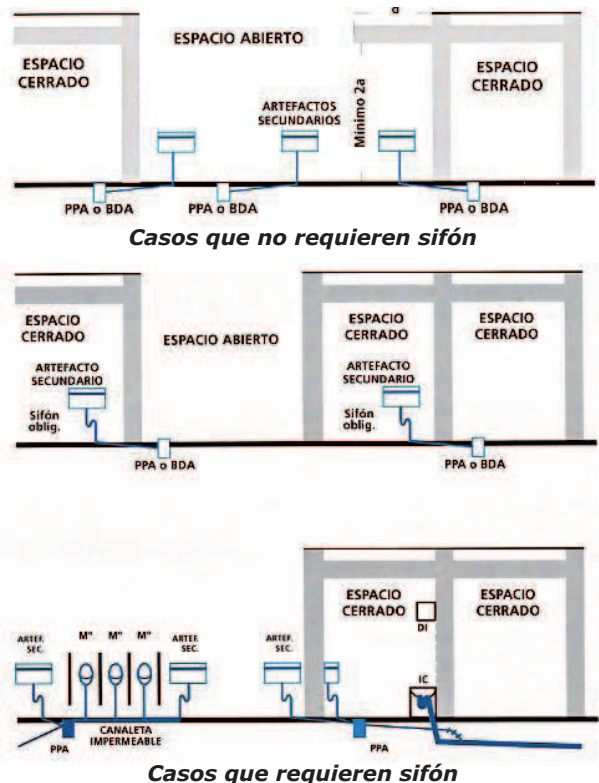 a
ESPACIO ABIERTO
ESPACIO
CERRADO
ESPACIO
CERRADO
ARTEFACTOS
SECUNDARIOS
Mínimo 2a
PPA o BDA
PPA o BDA
PPA o BDA
Casos que no requieren sifón
ESPACIO
CERRADO
ESPACIO ABIERTO
ESPACIO
CERRADO
ESPACIO
CERRADO
ARTEFACTO
SECUNDARIO
ARTEFACTO
SECUNDARIO
Sifón
oblig.
Sifón
oblig.
PPA o BDA
PPA o BDA
ESPACIO
CERRADO
ESPACIO
CERRADO
DI
ARTEF.
SEC.
Mº
Mº
Mº
ARTEF.
SEC.
ARTEF.
SEC.
IC
PPA
CANALETA
IMPERMEABLE
PPA
Casos que requieren sifón